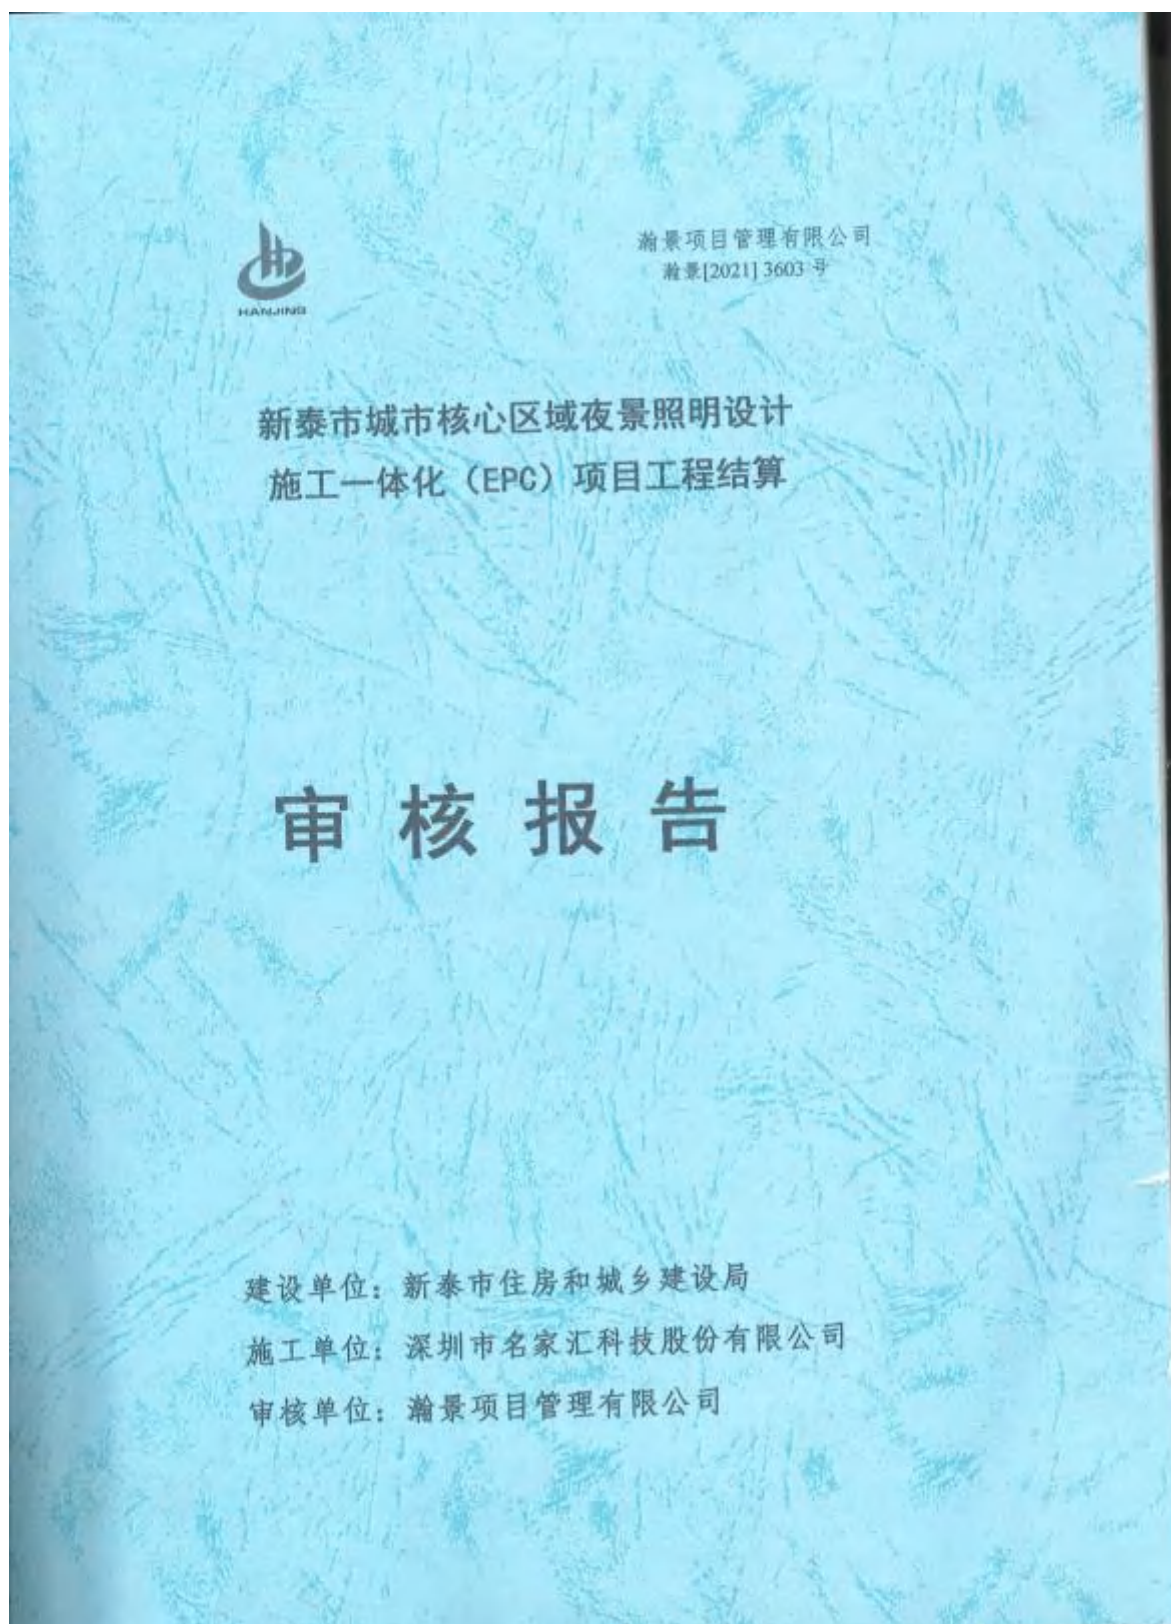 HANJING
瀚景项目管理有限公司
瀚景[2021] 3603 号
新泰市城市核心区域夜景照明设计
施工一体化（EPC）项目工程结算
审核报告
建设单位：新泰市住房和城乡建设局
施工单位：深圳市名家汇科技股份有限公司
审核单位：瀚景项目管理有限公司